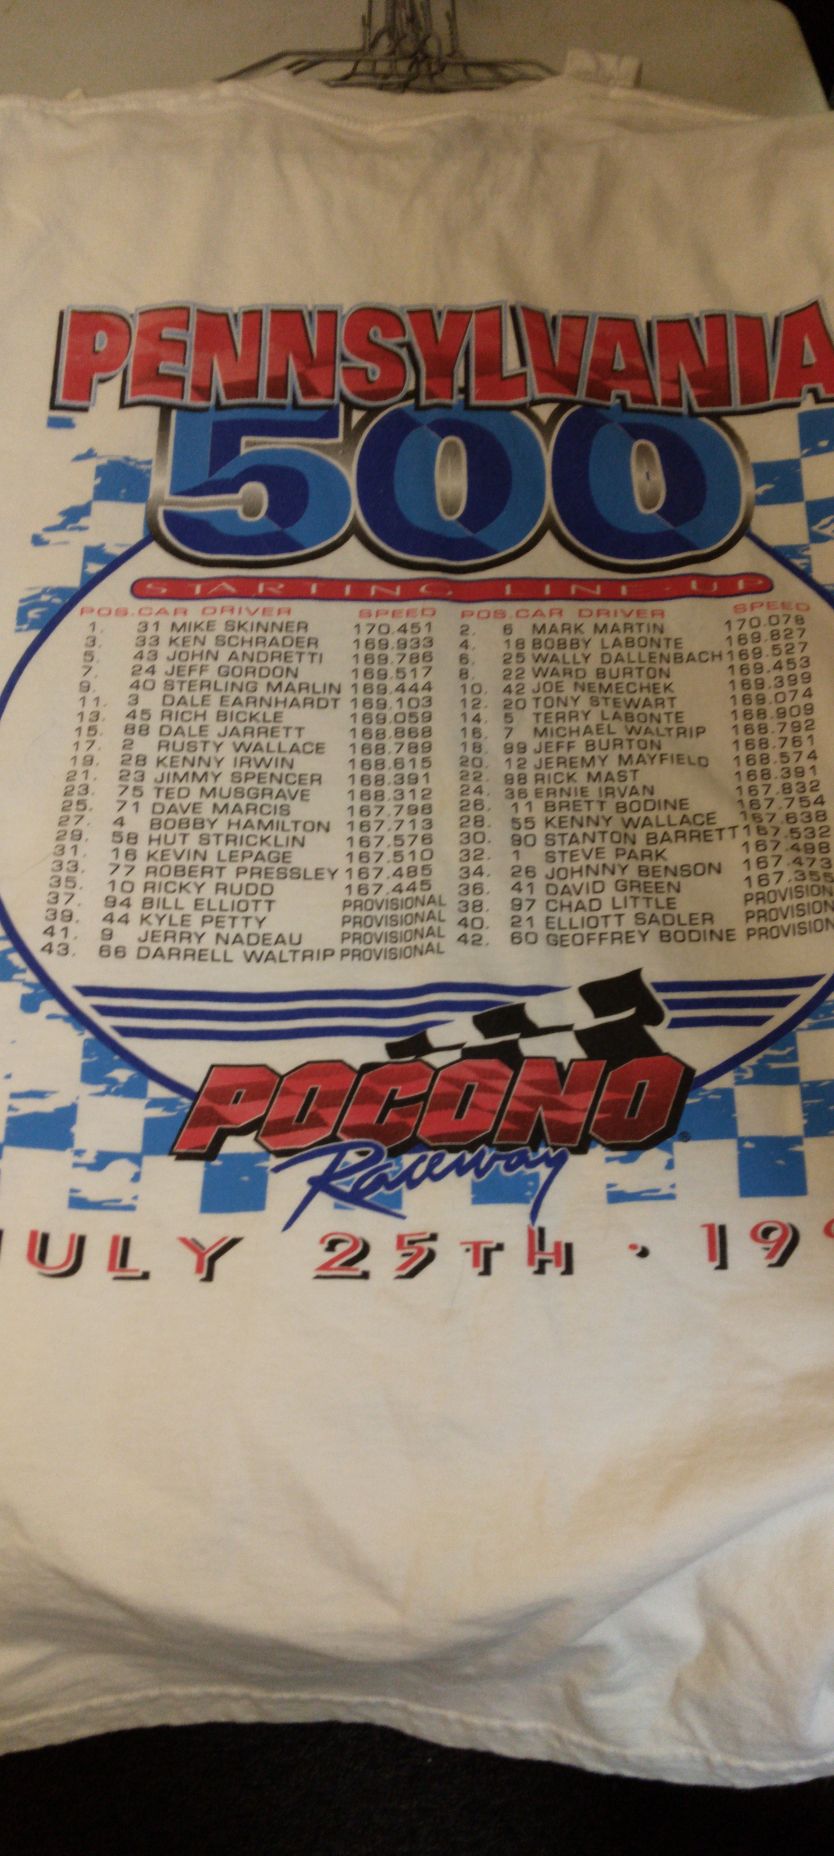 PENNSYLVANIA
500
STARTING LINE-UP
POS. CAR DRIVER SPEED POS. CAR DRIVER SPEED
1. 31 MIKE SKINNER 170.451 2. 6 MARK MARTIN 170.078
3. 33 KEN SCHRADER 169.933 4. 18 BOBBY LABONTE 169.827
5. 43 JOHN ANDRETTI 169.786 6. 25 WALLY DALLENBACH 169.527
7. 24 JEFF GORDON 169.517 8. 22 WARD BURTON 169.453
9. 40 STERLING MARLIN 169.444 10. 42 JOE NEMECHEK 169.399
11. 3 DALE EARNHARDT 169.103 12. 20 TONY STEWART 169.074
13. 45 RICH BICKLE 169.059 14. 5 TERRY LABONTE 168.909
15. 88 DALE JARRETT 168.868 16. 7 MICHAEL WALTRIP 168.792
17. 2 RUSTY WALLACE 168.789 18. 99 JEFF BURTON 168.761
19. 28 KENNY IRWIN 168.615 20. 12 JEREMY MAYFIELD 168.574
21. 23 JIMMY SPENCER 168.391 22. 98 RICK MAST 168.391
23. 75 TED MUSGRAVE 168.312 24. 36 ERNIE IRVAN 167.832
25. 71 DAVE MARCIS 167.798 26. 11 BRETT BODINE 167.754
27. 4 BOBBY HAMILTON 167.713 28. 55 KENNY WALLACE 167.638
29. 58 HUT STRICKLIN 167.576 30. 90 STANTON BARRETT 167.532
31. 16 KEVIN LEPAGE 167.510 32. 1 STEVE PARK 167.498
33. 77 ROBERT PRESSLEY 167.485 34. 26 JOHNNY BENSON 167.473
35. 10 RICKY RUDD 167.445 36. 41 DAVID GREEN 167.355
37. 94 BILL ELLIOTT PROVISIONAL 38. 97 CHAD LITTLE PROVISION
39. 44 KYLE PETTY PROVISIONAL 40. 21 ELLIOTT SADLER PROVISION
41. 9 JERRY NADEAU PROVISIONAL 42. 60 GEOFFREY BODINE PROVISION
43. 66 DARRELL WALTRIP PROVISIONAL
POCONO
Raceway
ULY 25TH • 199